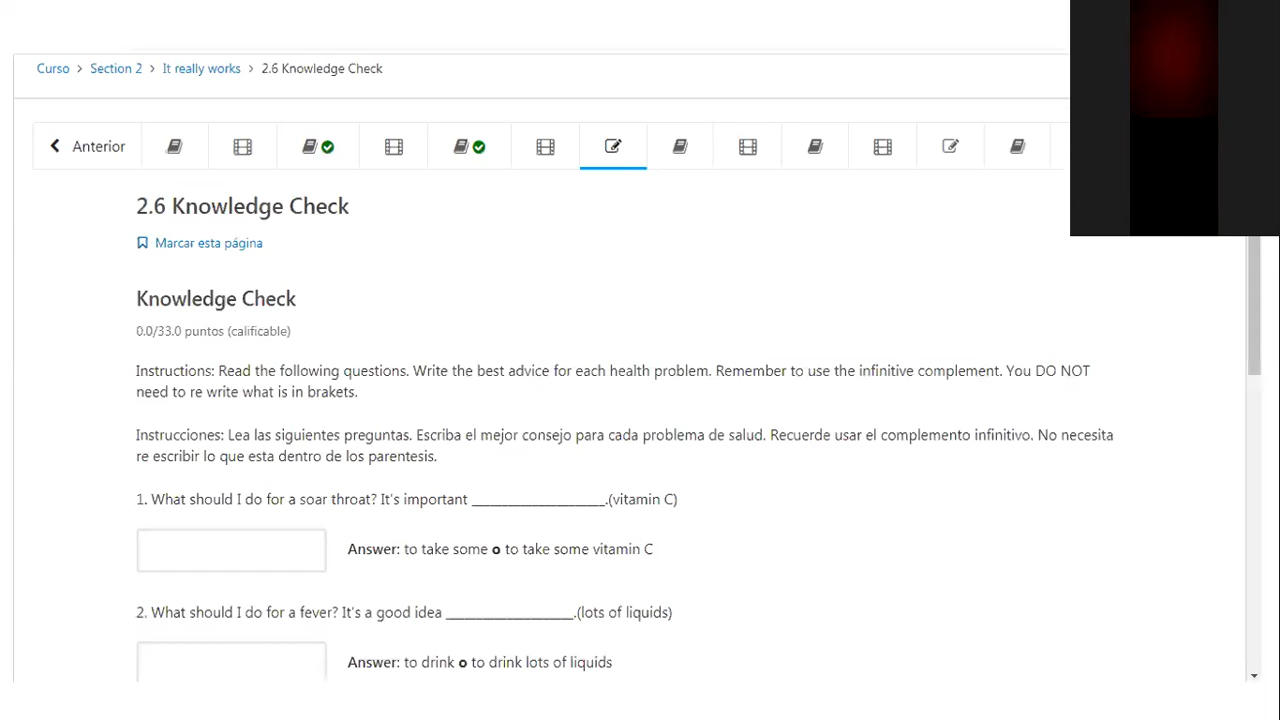 Curso > Section 2 > It really works > 2.6 Knowledge Check
Anterior
2.6 Knowledge Check
Marcar esta página
Knowledge Check
0.0/33.0 puntos (calificable)
Instructions: Read the following questions. Write the best advice for each health problem. Remember to use the infinitive complement. You DO NOT
need to re write what is in brakets.
Instrucciones: Lea las siguientes preguntas. Escriba el mejor consejo para cada problema de salud. Recuerde usar el complemento infinitivo. No necesita
re escribir lo que esta dentro de los parentesis.
1. What should I do for a soar throat? It's important ____________________.(vitamin C)
Answer: to take some o to take some vitamin C
2. What should I do for a fever? It's a good idea ___________________.(lots of liquids)
Answer: to drink o to drink lots of liquids